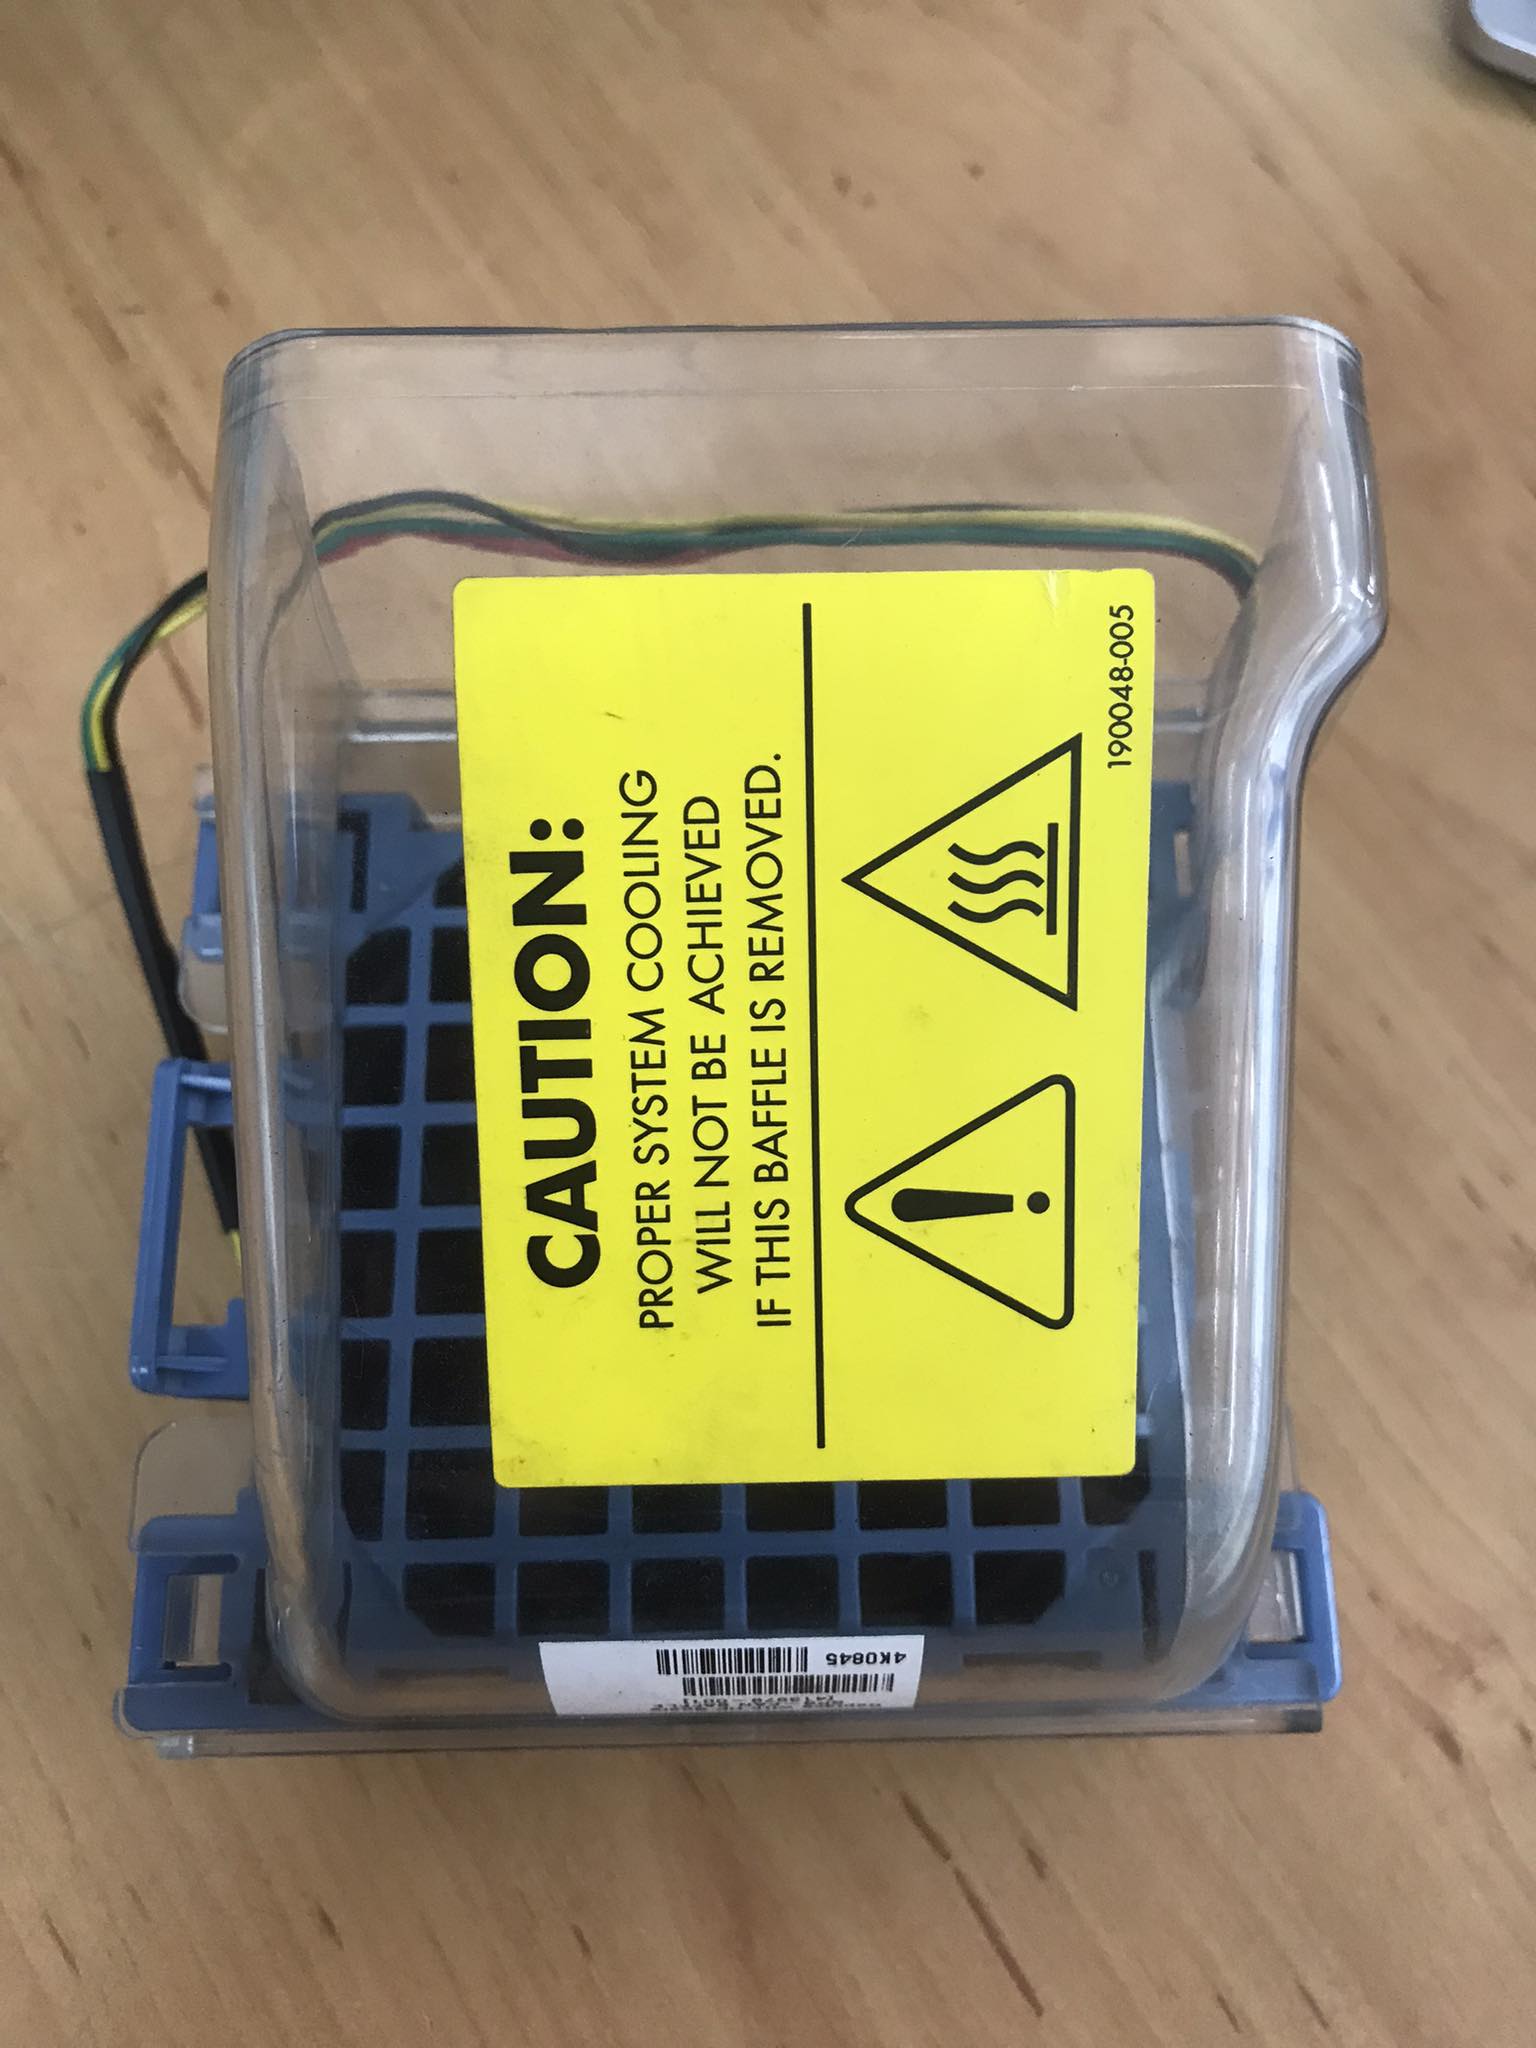 CAUTION:
PROPER SYSTEM COOLING
WILL NOT BE ACHIEVED
IF THIS BAFFLE IS REMOVED.
190048-005
4K0845